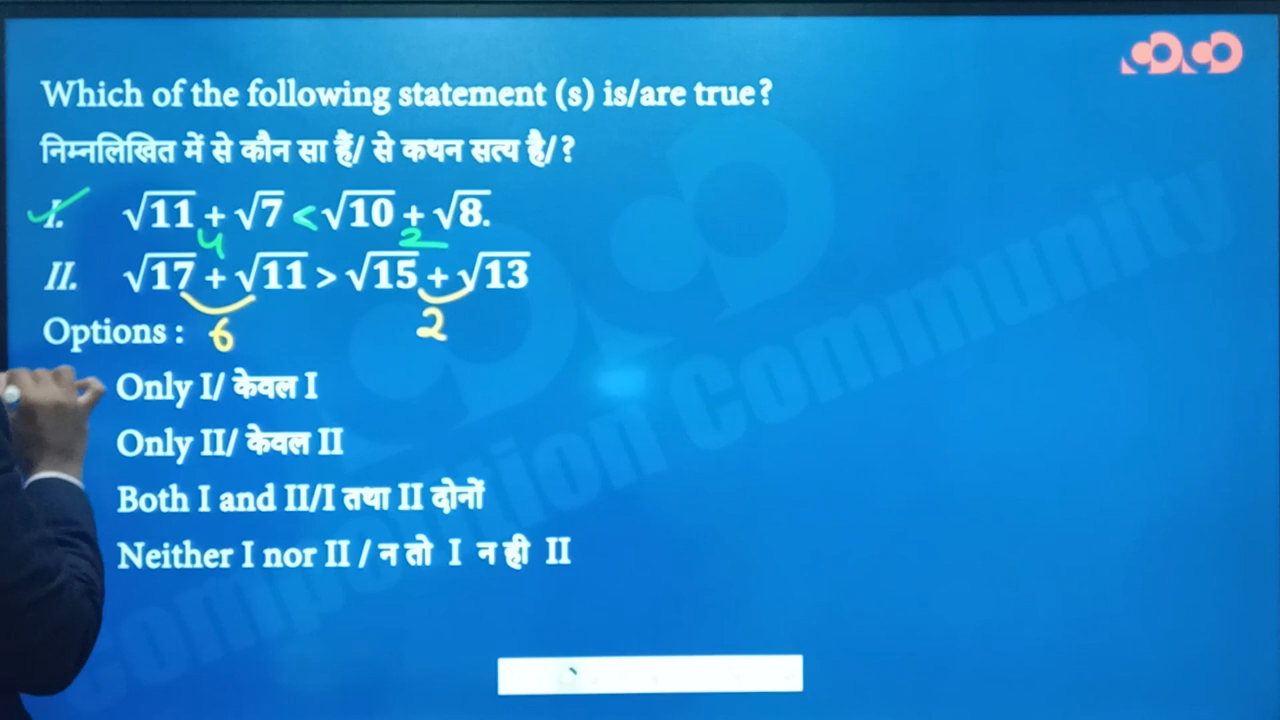 Which of the following statement (s) is/are true?
निम्नलिखित में से कौन सा हैं/ से कथन सत्य है/?
I. √11 + √7 < √10 + √8.
4 2
II. √17 + √11 > √15 + √13
6 2
Options :
Only I/ केवल I
Only II/ केवल II
Both I and II/I तथा II दोनों
Neither I nor II / न तो I न ही II
Competition Community